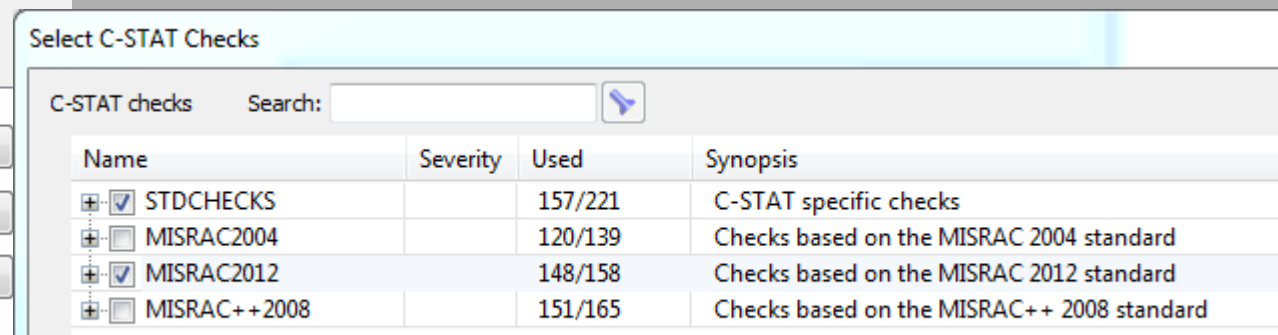 Select C-STAT Checks
C-STAT checks Search:
Name Severity Used Synopsis
STDCHECKS 157/221 C-STAT specific checks
MISRAC2004 120/139 Checks based on the MISRAC 2004 standard
MISRAC2012 148/158 Checks based on the MISRAC 2012 standard
MISRAC++2008 151/165 Checks based on the MISRAC++ 2008 standard